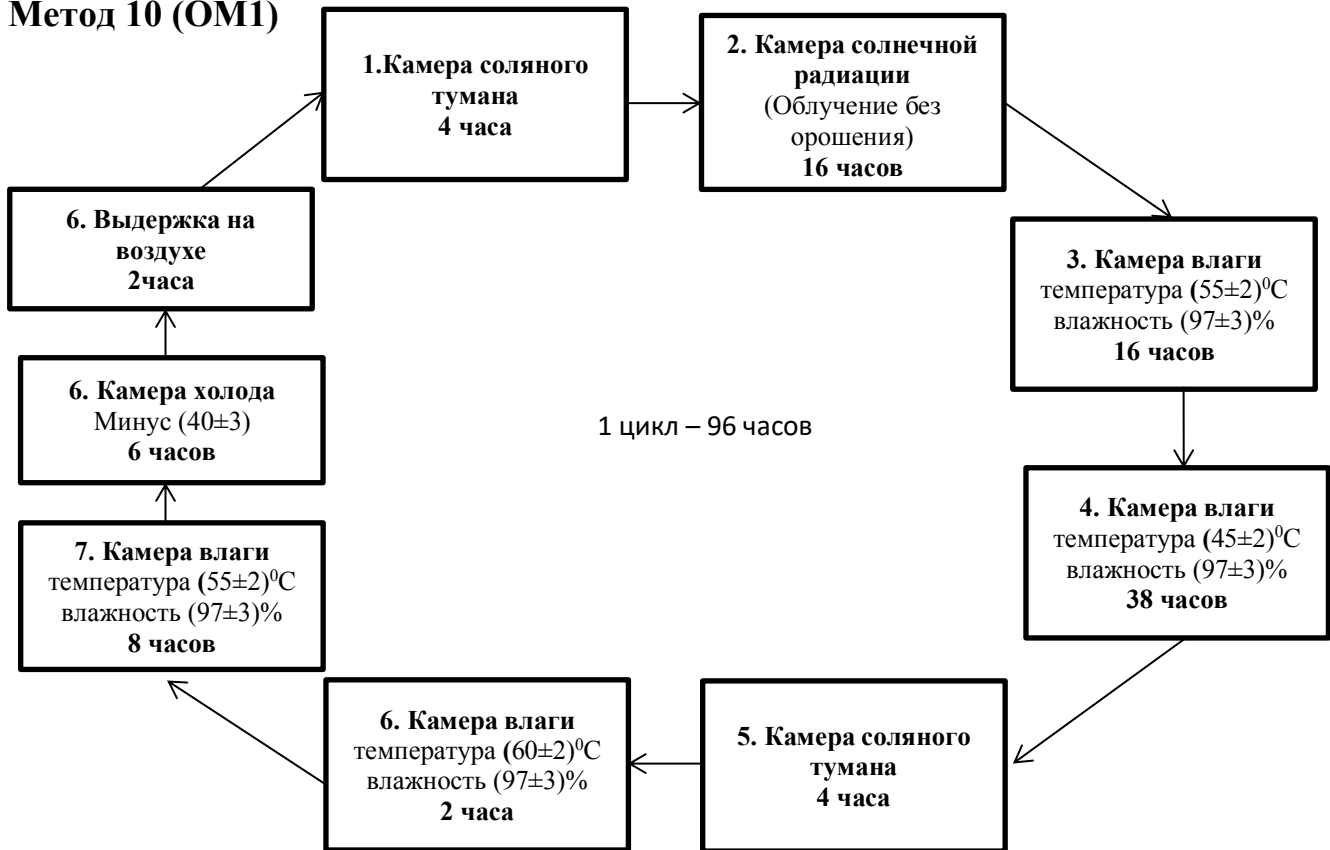 Метод 10 (ОМ1)
1.Камера соляного
тумана
4 часа
2. Камера солнечной
радиации
(Облучение без
орошения)
16 часов
3. Камера влаги
температура (55±2)⁰С
влажность (97±3)%
16 часов
4. Камера влаги
температура (45±2)⁰С
влажность (97±3)%
38 часов
5. Камера соляного
тумана
4 часа
6. Камера влаги
температура (60±2)⁰С
влажность (97±3)%
2 часа
7. Камера влаги
температура (55±2)⁰С
влажность (97±3)%
8 часов
6. Камера холода
Минус (40±3)
6 часов
6. Выдержка на
воздухе
2часа
1 цикл – 96 часов